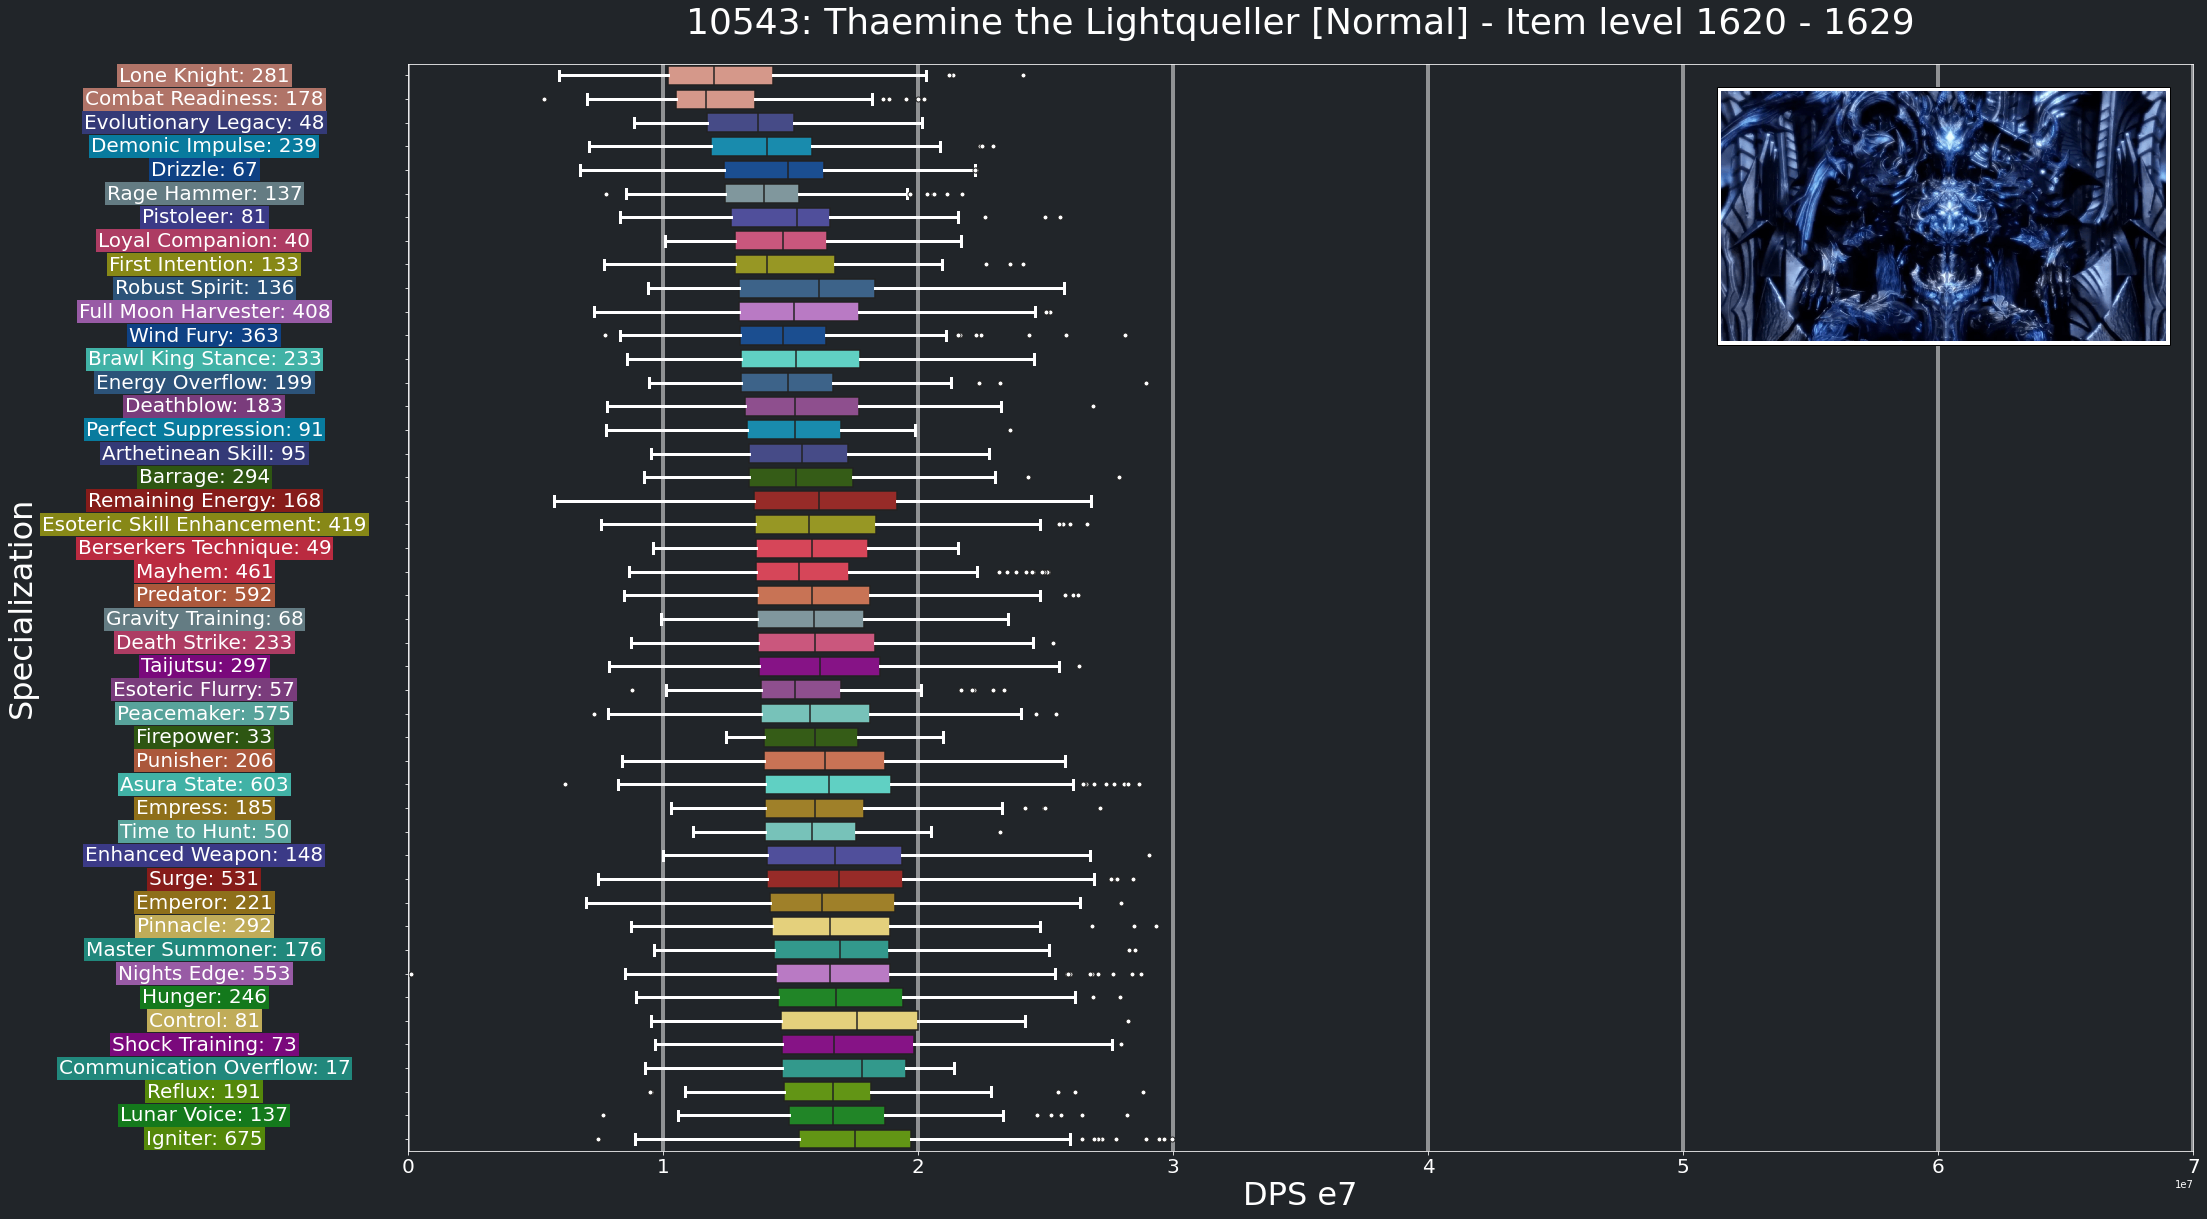 10543: Thaemine the Lightqueller [Normal] - Item level 1620 - 1629
Lone Knight: 281
Combat Readiness: 178
Evolutionary Legacy: 48
Demonic Impulse: 239
Drizzle: 67
Rage Hammer: 137
Pistoleer: 81
Loyal Companion: 40
First Intention: 133
Robust Spirit: 136
Full Moon Harvester: 408
Wind Fury: 363
Brawl King Stance: 233
Energy Overflow: 199
Deathblow: 183
Perfect Suppression: 91
Arthetinean Skill: 95
Barrage: 294
Remaining Energy: 168
Esoteric Skill Enhancement: 419
Berserkers Technique: 49
Mayhem: 461
Predator: 592
Gravity Training: 68
Death Strike: 233
Taijutsu: 297
Esoteric Flurry: 57
Peacemaker: 575
Firepower: 33
Punisher: 206
Asura State: 603
Empress: 185
Time to Hunt: 50
Enhanced Weapon: 148
Surge: 531
Emperor: 221
Pinnacle: 292
Master Summoner: 176
Nights Edge: 553
Hunger: 246
Control: 81
Shock Training: 73
Communication Overflow: 17
Reflux: 191
Lunar Voice: 137
Igniter: 675
Specialization
0 1 2 3 4 5 6 7
1e7
DPS e7